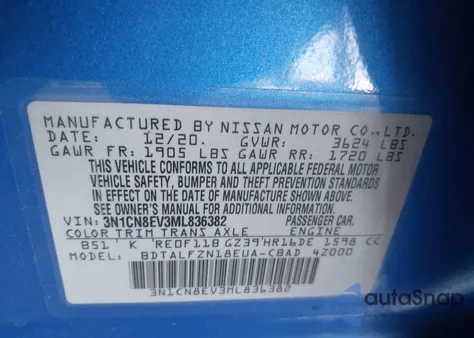 MANUFACTURED BY NISSAN MOTOR CO., LTD.
DATE: 12/20. GVWR: 3624 LBS
GAWR FR: 1905 LBS GAWR RR: 1720 LBS
THIS VEHICLE CONFORMS TO ALL APPLICABLE FEDERAL MOTOR
VEHICLE SAFETY, BUMPER AND THEFT PREVENTION STANDARDS
IN EFFECT ON THE DATE OF MANUFACTURE SHOWN ABOVE.
SEE OWNER'S MANUAL FOR ADDITIONAL INFORMATION.
VIN: 3N1CN8EV3ML836382 PASSENGER CAR.
COLOR TRIM TRANS AXLE ENGINE
B51 K RE0F11B GZ39 HR16DE 1598 CC
MODEL: BDTALFZN18EUA-CBAD 42000
3N1CN8EV3ML836382
autaSnap